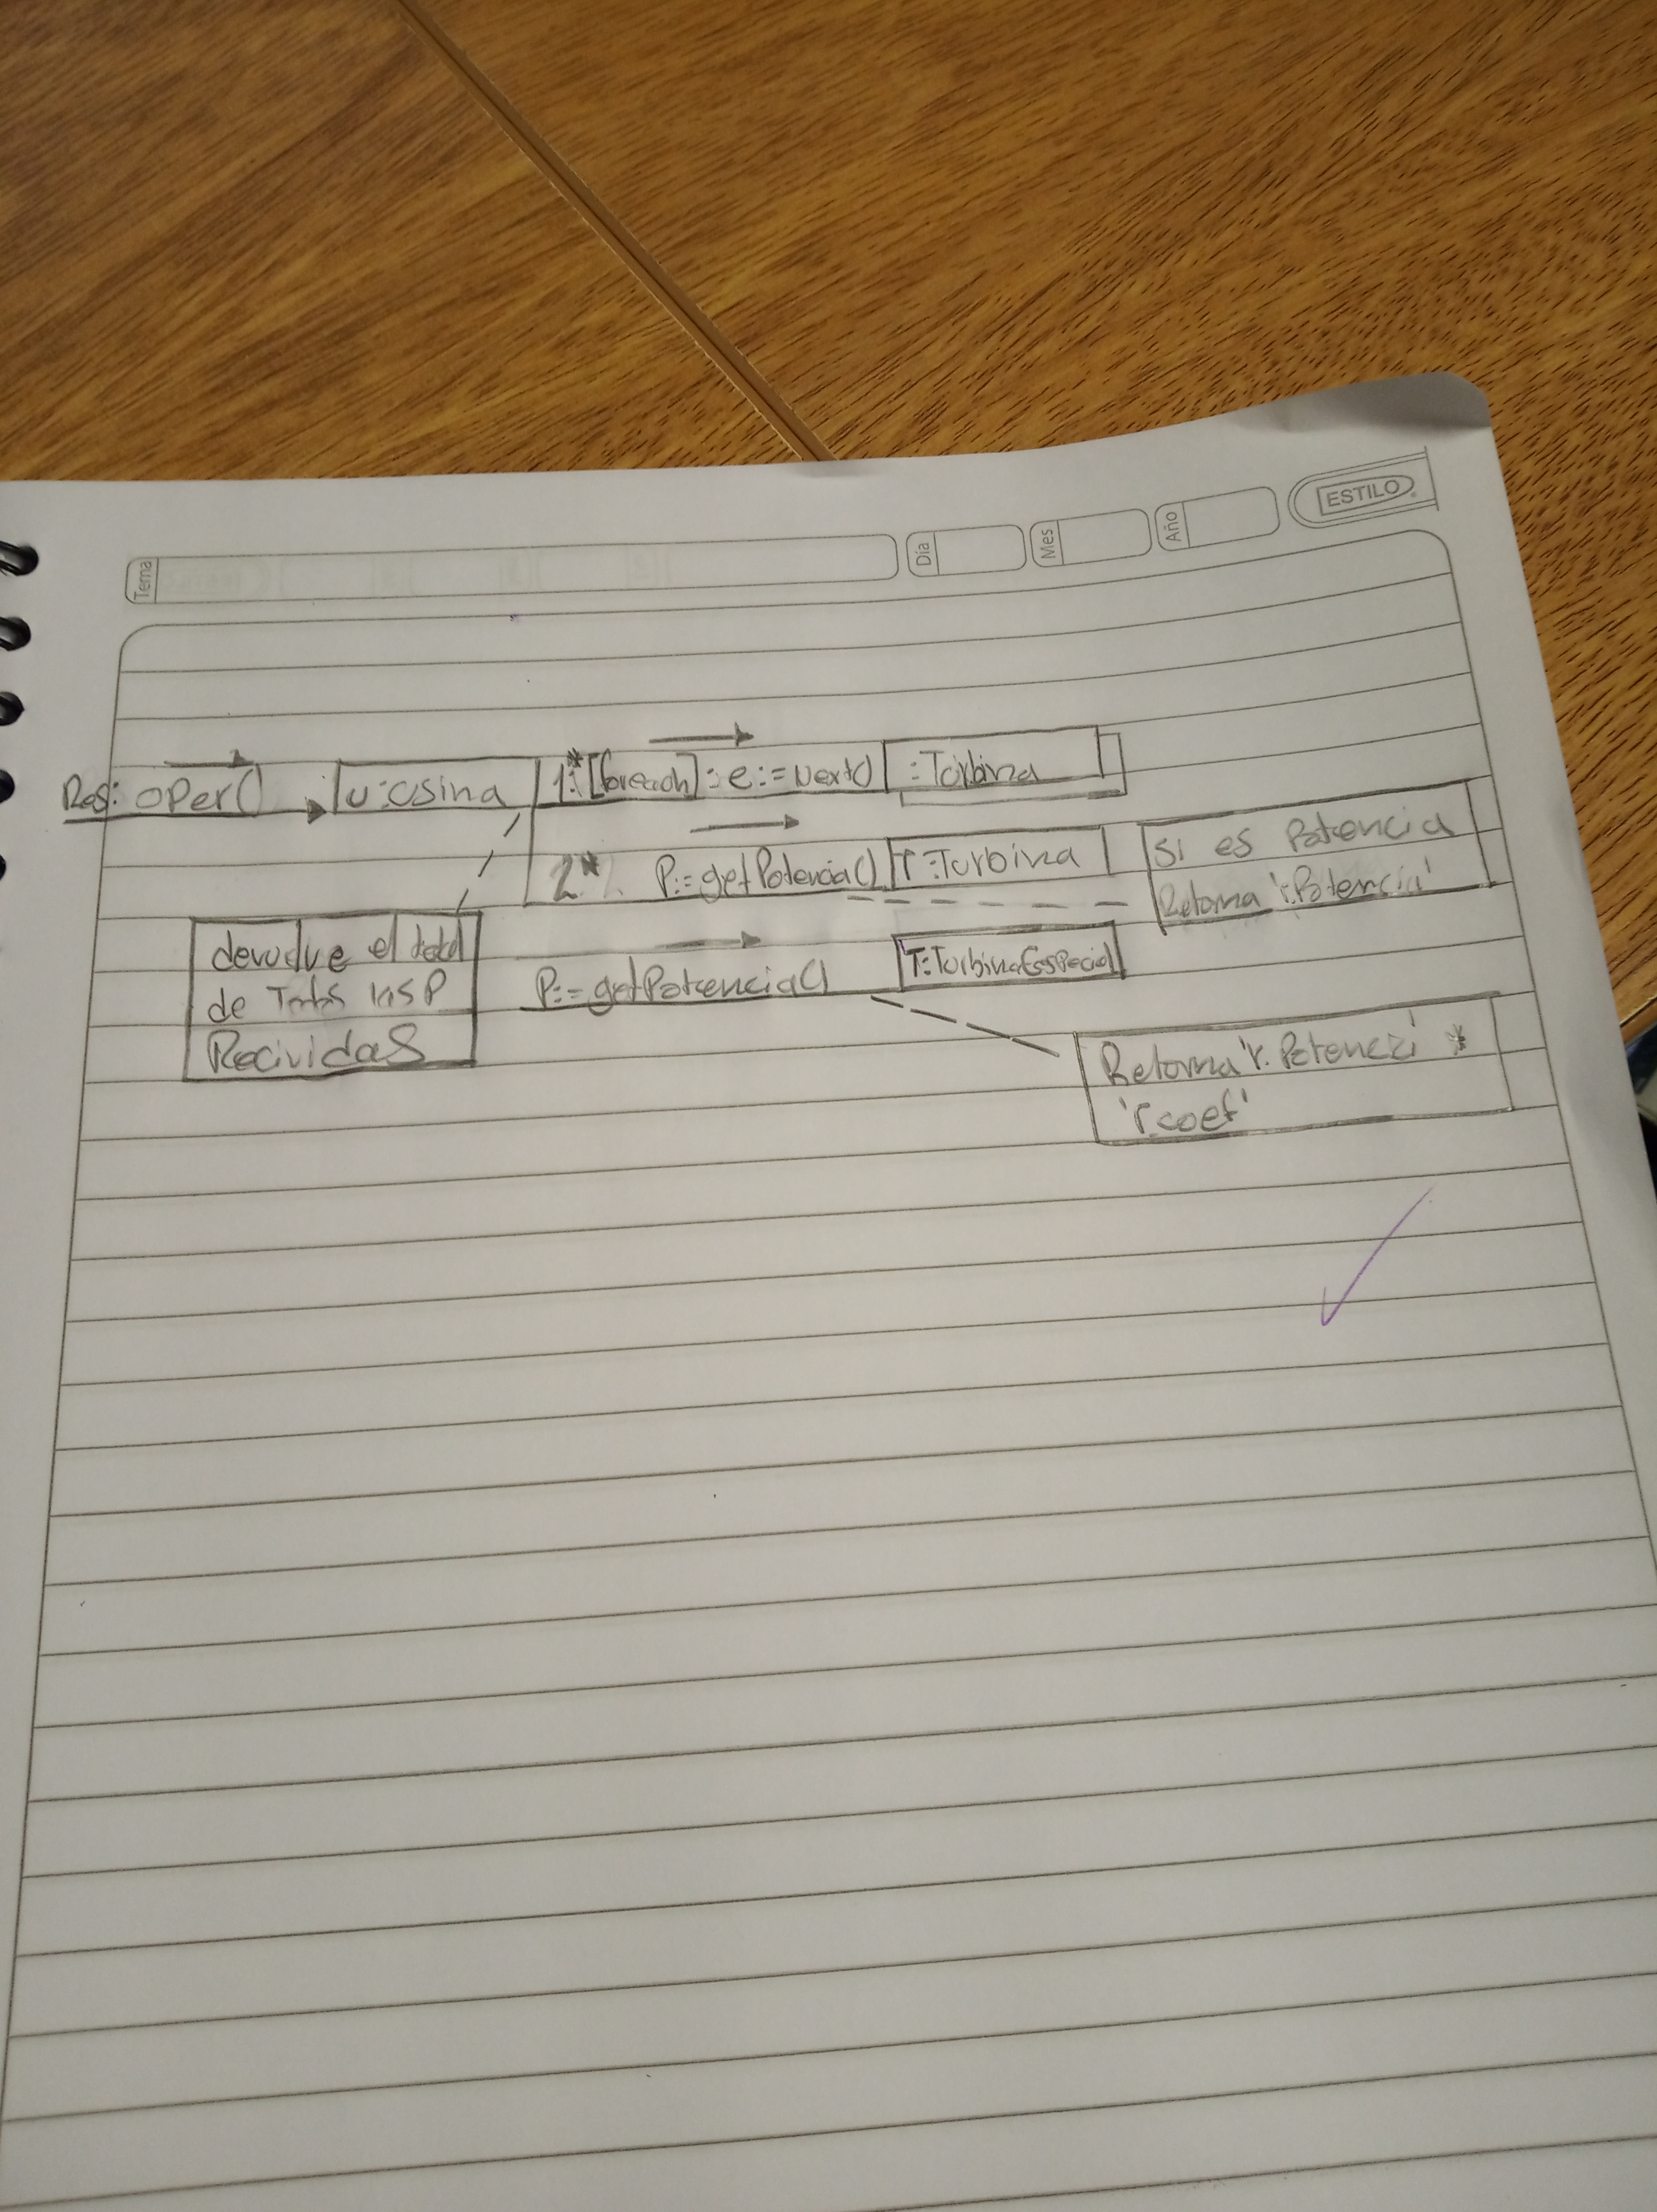 ESTILO
Tema Día Mes Año
Res: oper() u:usina 1*:[foreach]:e:=Next() :Turbina
2* P:=getPotencia() r:Turbina
Si es Potencia
Retorna 'r.Potencia'
P:=getPotencia() T:TurbinaEsPecial
devuelve el total
de Todas las P
RecividaS
Retorna 'r. Potenci' *
'r.coef'